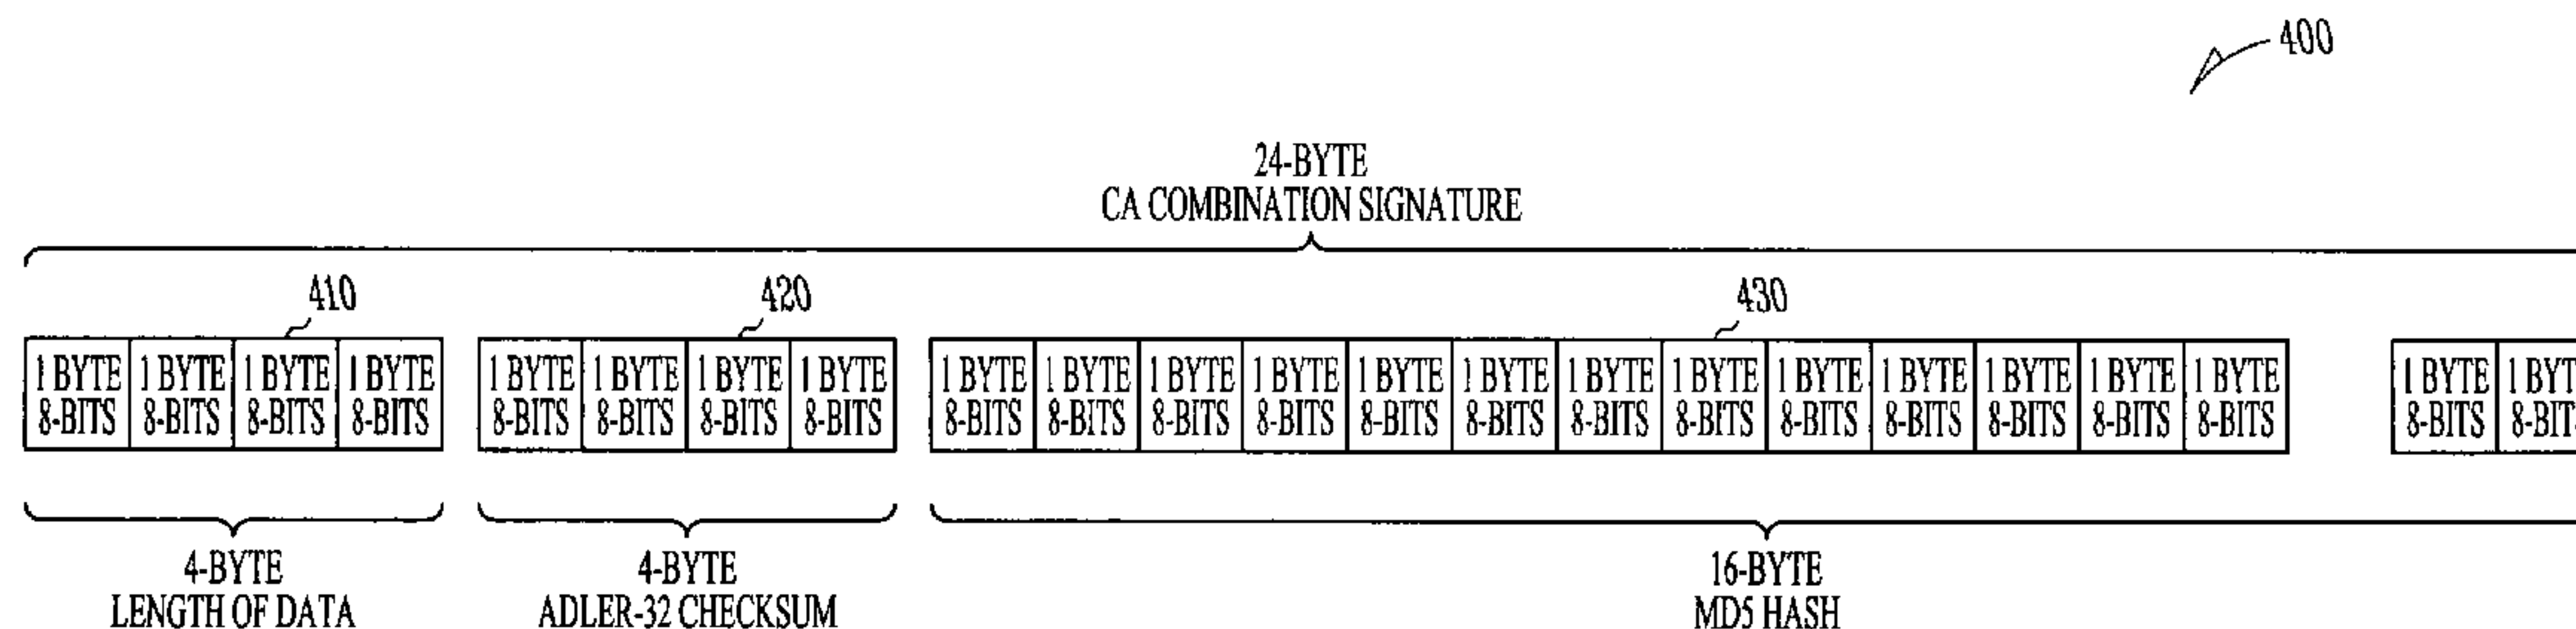 400
24-BYTE
CA COMBINATION SIGNATURE
410
420
430
1 BYTE 1 BYTE 1 BYTE 1 BYTE 1 BYTE 1 BYTE 1 BYTE 1 BYTE 1 BYTE 1 BYTE 1 BYTE 1 BYTE 1 BYTE 1 BYTE 1 BYTE 1 BYTE 1 BYTE 1 BYTE 1 BYTE 1 BYTE 1 BYTE 1 BYTE 1 BYT
8-BITS 8-BITS 8-BITS 8-BITS 8-BITS 8-BITS 8-BITS 8-BITS 8-BITS 8-BITS 8-BITS 8-BITS 8-BITS 8-BITS 8-BITS 8-BITS 8-BITS 8-BITS 8-BITS 8-BITS 8-BITS 8-BITS 8-BIT
4-BYTE
LENGTH OF DATA
4-BYTE
ADLER-32 CHECKSUM
16-BYTE
MD5 HASH